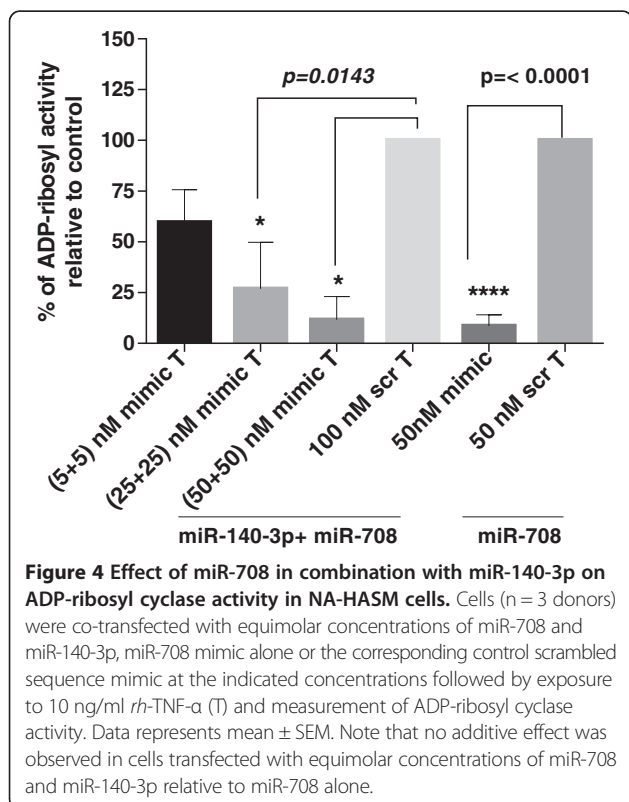 150
125
100
75
50
25
0
% of ADP-ribosyl activity
relative to control
p=0.0143
p=< 0.0001
*
*
****
(5+5) nM mimic T
(25+25) nM mimic T
(50+50) nM mimic T
100 nM scr T
50nM mimic
50 nM scr T
miR-140-3p+ miR-708
miR-708
Figure 4 Effect of miR-708 in combination with miR-140-3p on
ADP-ribosyl cyclase activity in NA-HASM cells. Cells (n = 3 donors)
were co-transfected with equimolar concentrations of miR-708 and
miR-140-3p, miR-708 mimic alone or the corresponding control scrambled
sequence mimic at the indicated concentrations followed by exposure
to 10 ng/ml rh-TNF-α (T) and measurement of ADP-ribosyl cyclase
activity. Data represents mean ± SEM. Note that no additive effect was
observed in cells transfected with equimolar concentrations of miR-708
and miR-140-3p relative to miR-708 alone.